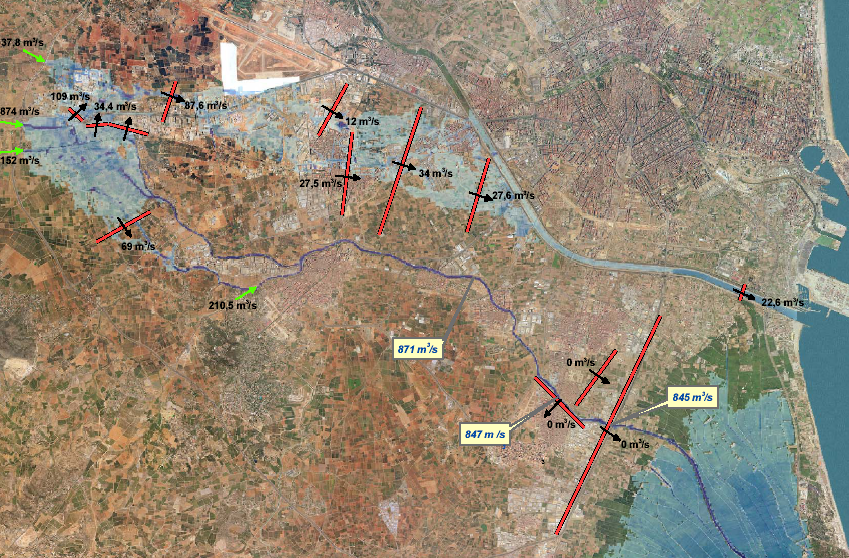 37,8 m³/s
109 m³/s
34,4 m³/s
87,6 m³/s
874 m³/s
12 m³/s
152 m³/s
27,5 m³/s
34 m³/s
27,6 m³/s
69 m³/s
210,5 m³/s
22,6 m³/s
871 m³/s
0 m³/s
845 m³/s
847 m /s
0 m³/s
0 m³/s